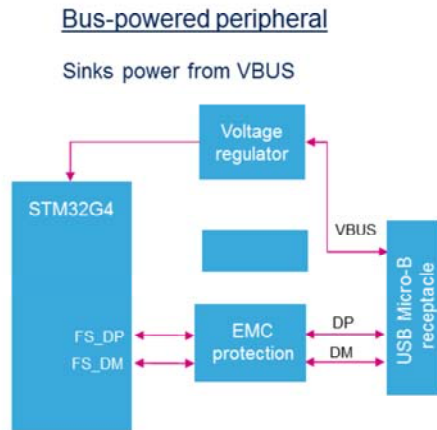 Bus-powered peripheral
Sinks power from VBUS
Voltage
regulator
STM32G4
VBUS
USB Micro-B
receptacle
FS_DP
FS_DM
EMC
protection
DP
DM